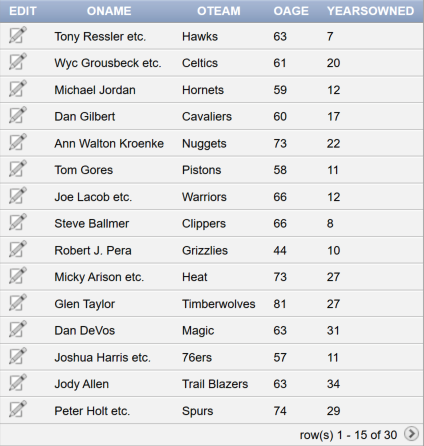 EDIT ONAME OTEAM OAGE YEARSOWNED
Tony Ressler etc. Hawks 63 7
Wyc Grousbeck etc. Celtics 61 20
Michael Jordan Hornets 59 12
Dan Gilbert Cavaliers 60 17
Ann Walton Kroenke Nuggets 73 22
Tom Gores Pistons 58 11
Joe Lacob etc. Warriors 66 12
Steve Ballmer Clippers 66 8
Robert J. Pera Grizzlies 44 10
Micky Arison etc. Heat 73 27
Glen Taylor Timberwolves 81 27
Dan DeVos Magic 63 31
Joshua Harris etc. 76ers 57 11
Jody Allen Trail Blazers 63 34
Peter Holt etc. Spurs 74 29
row(s) 1 - 15 of 30